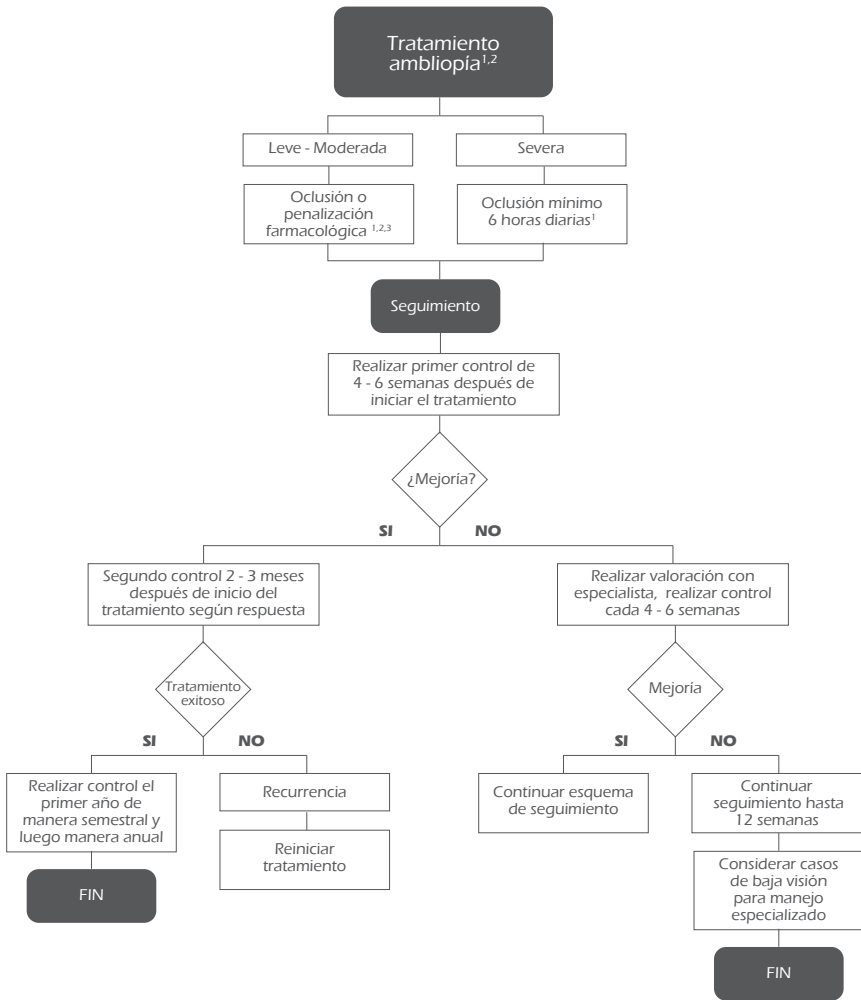 Tratamiento
ambliopía1,2
Leve - Moderada
Severa
Oclusión o
penalización
farmacológica 1,2,3
Oclusión mínimo
6 horas diarias1
Seguimiento
Realizar primer control de
4 - 6 semanas después de
iniciar el tratamiento
¿Mejoría?
SI
NO
Segundo control 2 - 3 meses
después de inicio del
tratamiento según respuesta
Realizar valoración con
especialista, realizar control
cada 4 - 6 semanas
Tratamiento
exitoso
Mejoría
SI
NO
SI
NO
Realizar control el
primer año de
manera semestral y
luego manera anual
Recurrencia
Reiniciar
tratamiento
FIN
Continuar esquema
de seguimiento
Continuar
seguimiento hasta
12 semanas
Considerar casos
de baja visión
para manejo
especializado
FIN